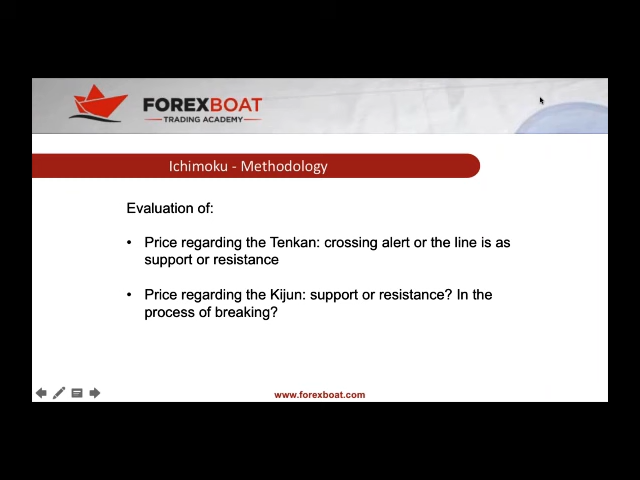 FOREXBOAT
TRADING ACADEMY
Ichimoku - Methodology
Evaluation of:
• Price regarding the Tenkan: crossing alert or the line is as
support or resistance
• Price regarding the Kijun: support or resistance? In the
process of breaking?
www.forexboat.com